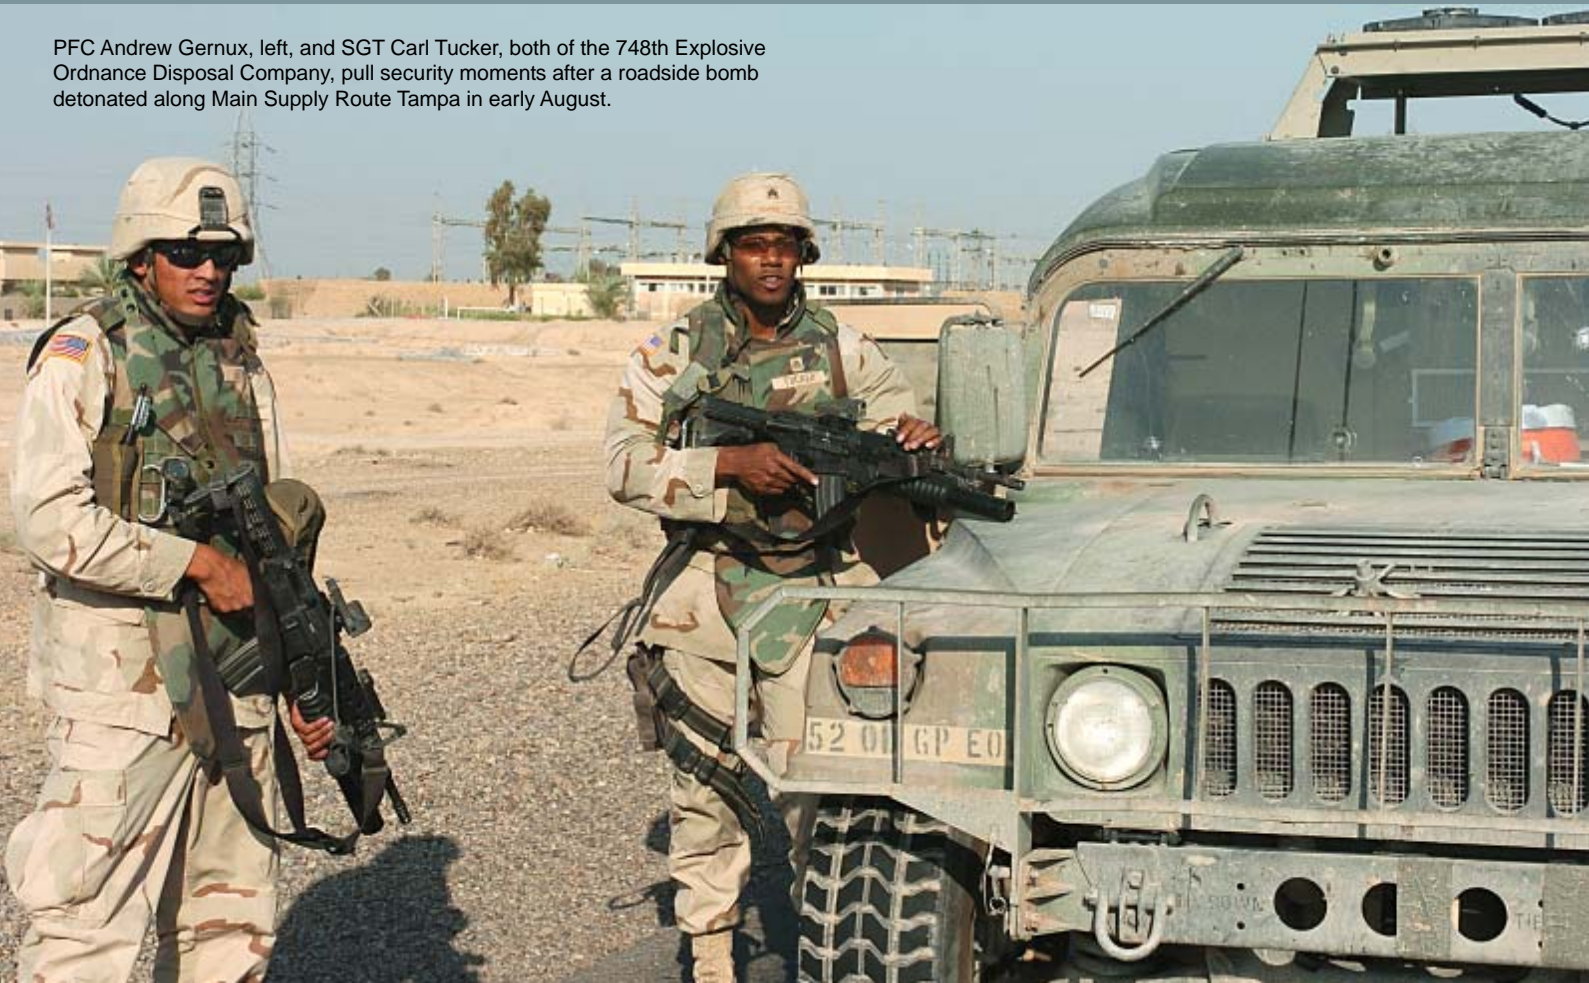 PFC Andrew Gernux, left, and SGT Carl Tucker, both of the 748th Explosive
Ordnance Disposal Company, pull security moments after a roadside bomb
detonated along Main Supply Route Tampa in early August.
TUCKER
52 OD GP EO